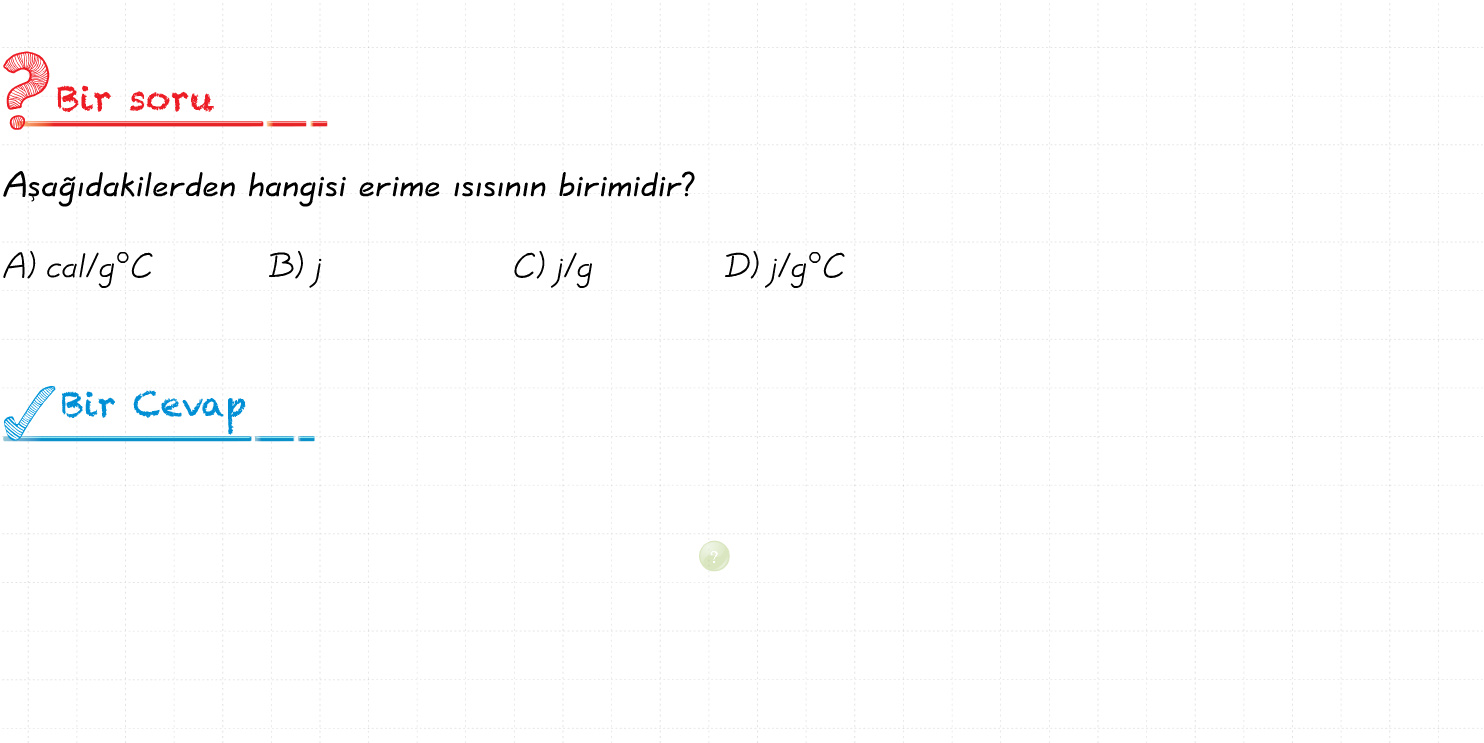 ?
Bir soru
Aşağıdakilerden hangisi erime ısısının birimidir?
A) cal/g°C B) j C) j/g D) j/g°C
Bir Cevap
?